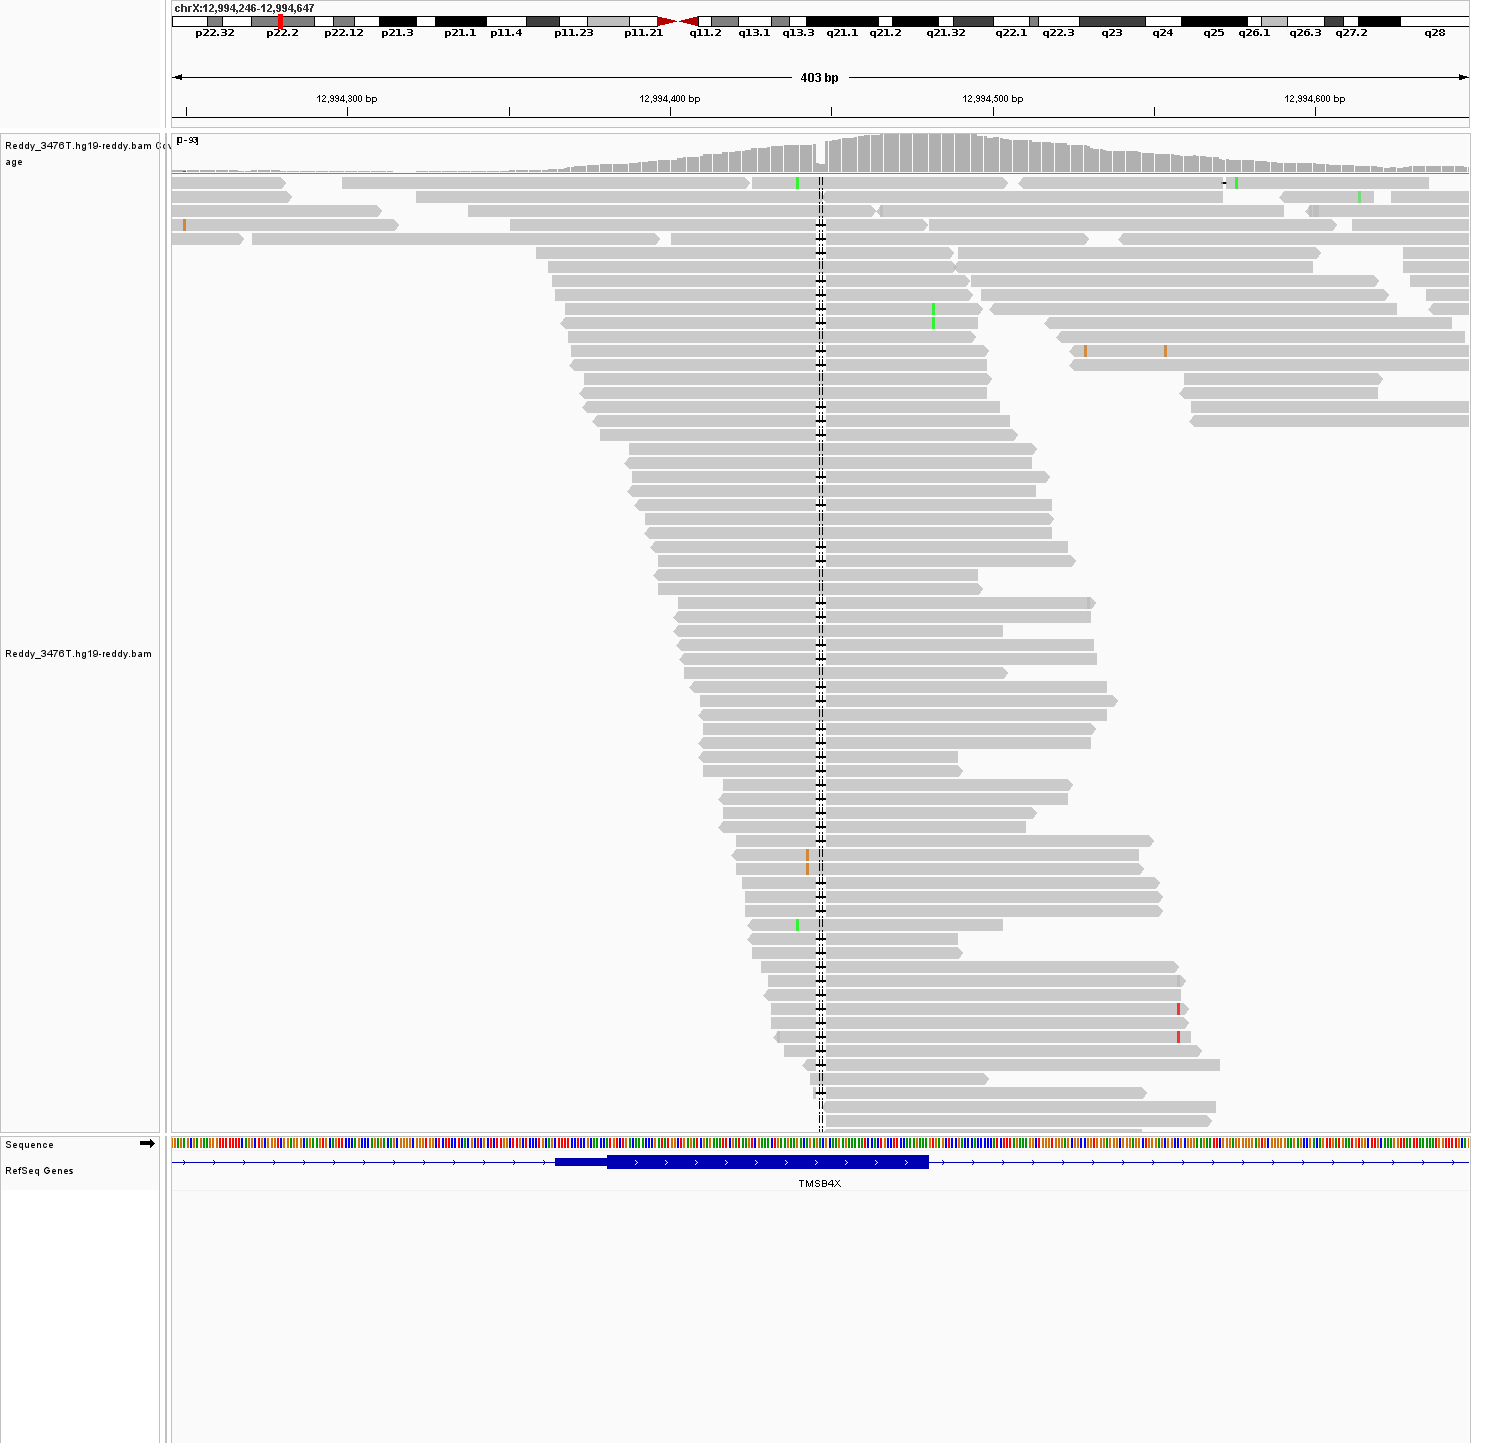 chrX:12,994,246-12,994,647
p22.32 p22.2 p22.12 p21.3 p21.1 p11.4 p11.23 p11.21 q11.2 q13.1 q13.3 q21.1 q21.2 q21.32 q22.1 q22.3 q23 q24 q25 q26.1 q26.3 q27.2 q28
403 bp
12,994,300 bp 12,994,400 bp 12,994,500 bp 12,994,600 bp
[0 - 93]
Reddy_3476T.hg19-reddy.bam Cov
age
Reddy_3476T.hg19-reddy.bam
Sequence
RefSeq Genes
TMSB4X